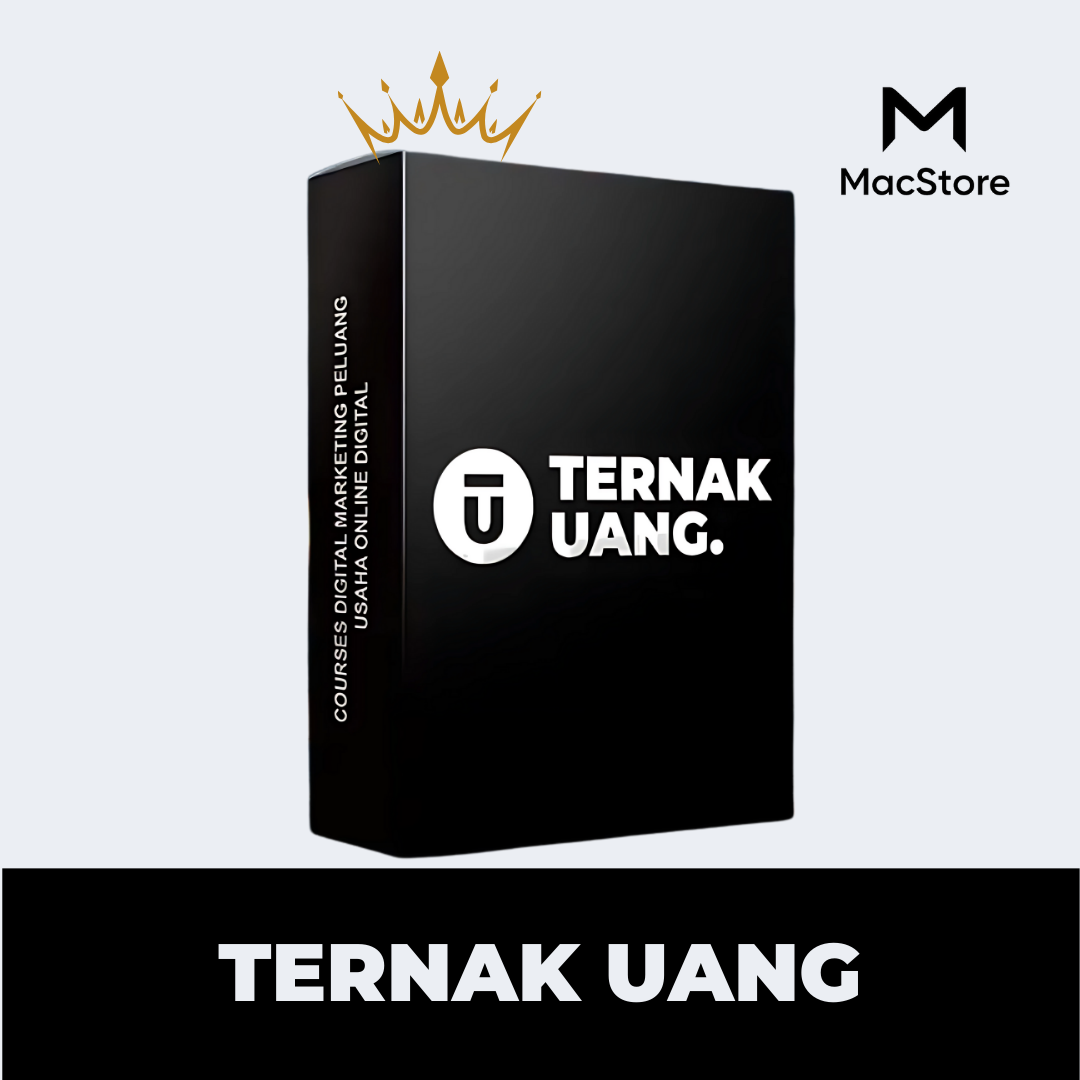 MacStore
COURSES DIGITAL MARKETING PELUANG
USAHA ONLINE DIGITAL
TERNAK
UANG.
TERNAK UANG